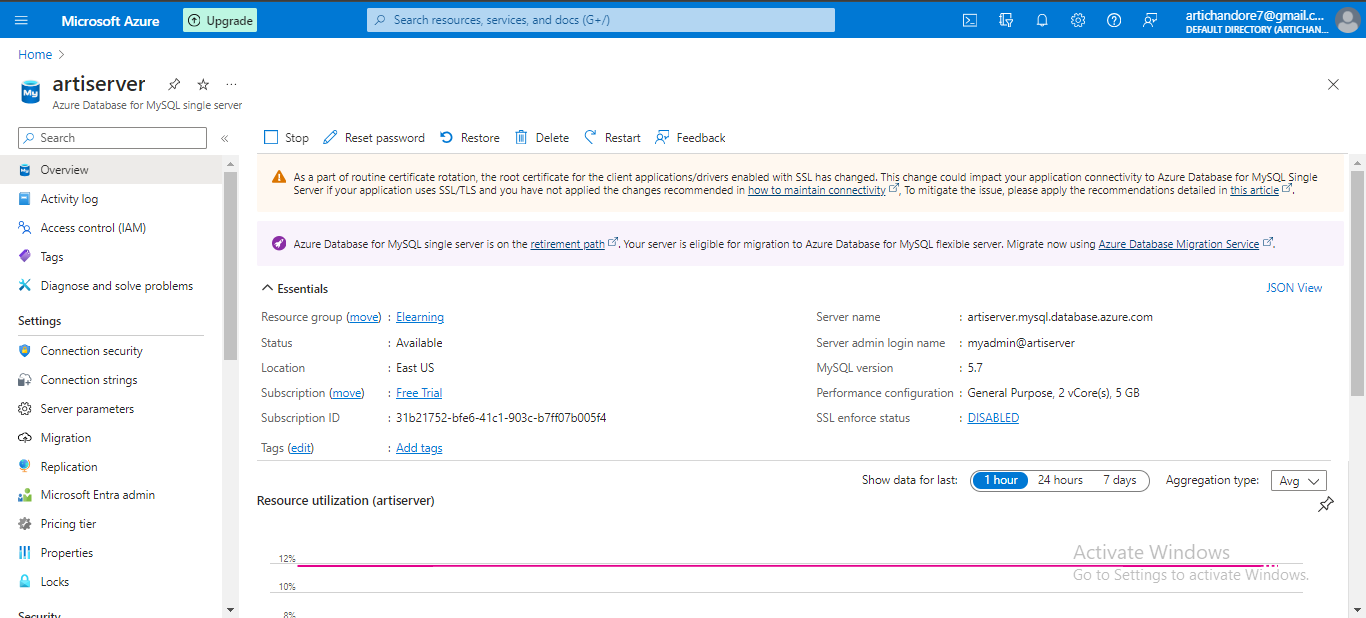 Microsoft Azure
Upgrade
Search resources, services, and docs (G+/)
artichandore7@gmail.c...
DEFAULT DIRECTORY (ARTICHAN...
Home
artiserver
Azure Database for MySQL single server
Search
Stop
Reset password
Restore
Delete
Restart
Feedback
Overview
Activity log
Access control (IAM)
Tags
Diagnose and solve problems
Settings
Connection security
Connection strings
Server parameters
Migration
Replication
Microsoft Entra admin
Pricing tier
Properties
Locks
Security
As a part of routine certificate rotation, the root certificate for the client applications/drivers enabled with SSL has changed. This change could impact your application connectivity to Azure Database for MySQL Single
Server if your application uses SSL/TLS and you have not applied the changes recommended in how to maintain connectivity, To mitigate the issue, please apply the recommendations detailed in this article.
Azure Database for MySQL single server is on the retirement path. Your server is eligible for migration to Azure Database for MySQL flexible server. Migrate now using Azure Database Migration Service.
Essentials
JSON View
Resource group (move) : Elearning
Status : Available
Location : East US
Subscription (move) : Free Trial
Subscription ID : 31b21752-bfe6-41c1-903c-b7ff07b005f4
Tags (edit) : Add tags
Server name : artiserver.mysql.database.azure.com
Server admin login name : myadmin@artiserver
MySQL version : 5.7
Performance configuration : General Purpose, 2 vCore(s), 5 GB
SSL enforce status : DISABLED
Show data for last: 1 hour 24 hours 7 days Aggregation type: Avg
Resource utilization (artiserver)
12%
10%
8%
Activate Windows
Go to Settings to activate Windows.